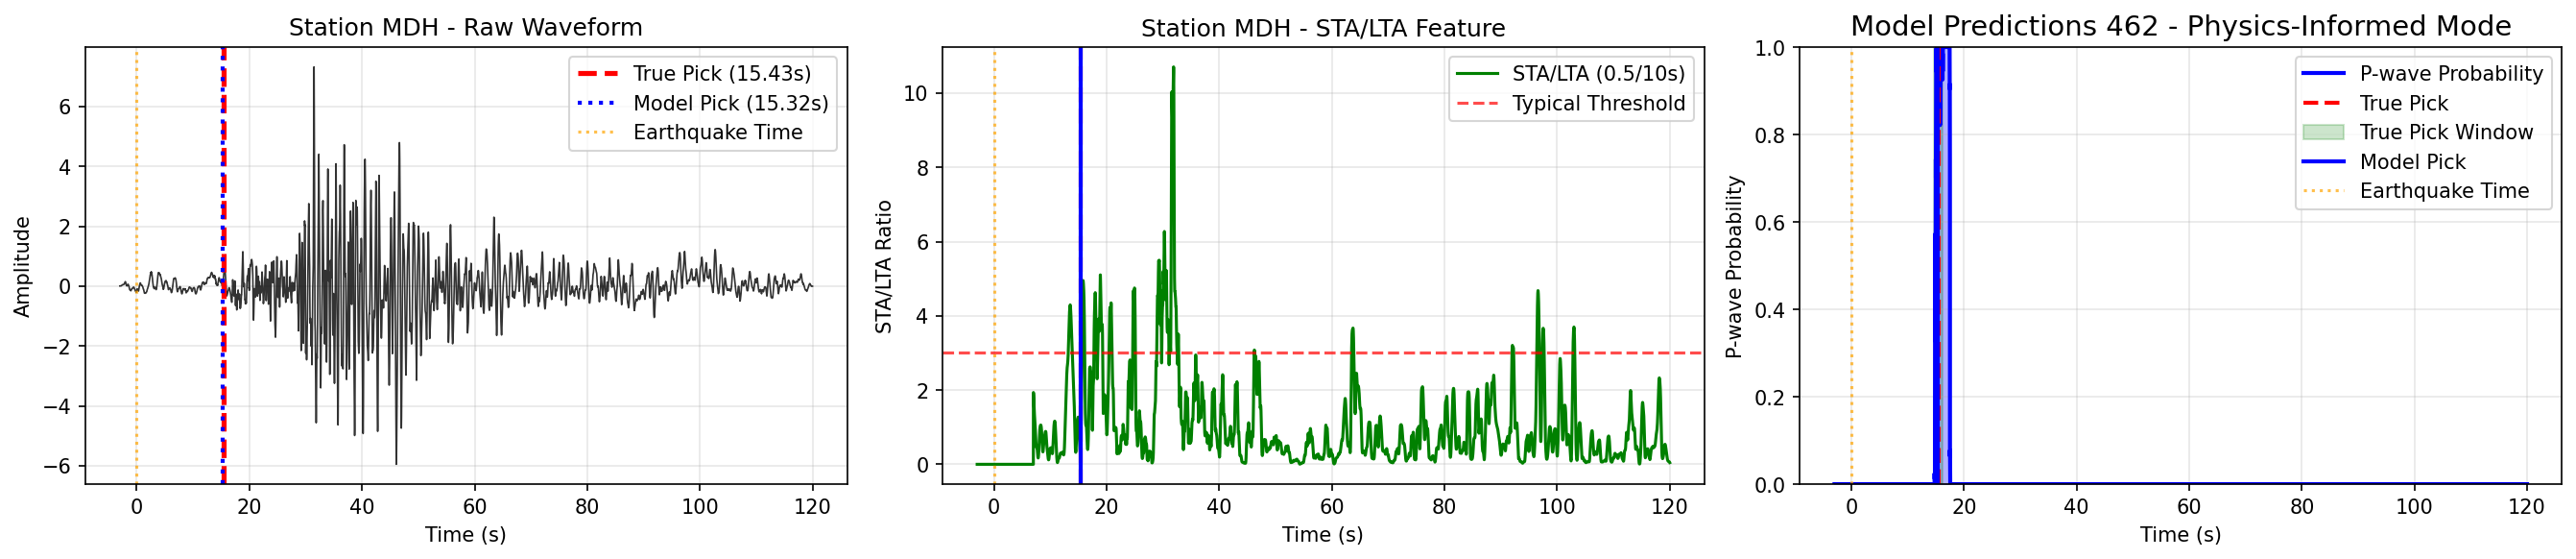 Station MDH - Raw Waveform
True Pick (15.43s)
Model Pick (15.32s)
Earthquake Time
Amplitude
6
4
2
0
−2
−4
−6
0 20 40 60 80 100 120
Time (s)
Station MDH - STA/LTA Feature
STA/LTA (0.5/10s)
Typical Threshold
STA/LTA Ratio
10
8
6
4
2
0
0 20 40 60 80 100 120
Time (s)
Model Predictions 462 - Physics-Informed Mode
P-wave Probability
True Pick
True Pick Window
Model Pick
Earthquake Time
P-wave Probability
1.0
0.8
0.6
0.4
0.2
0.0
0 20 40 60 80 100 120
Time (s)